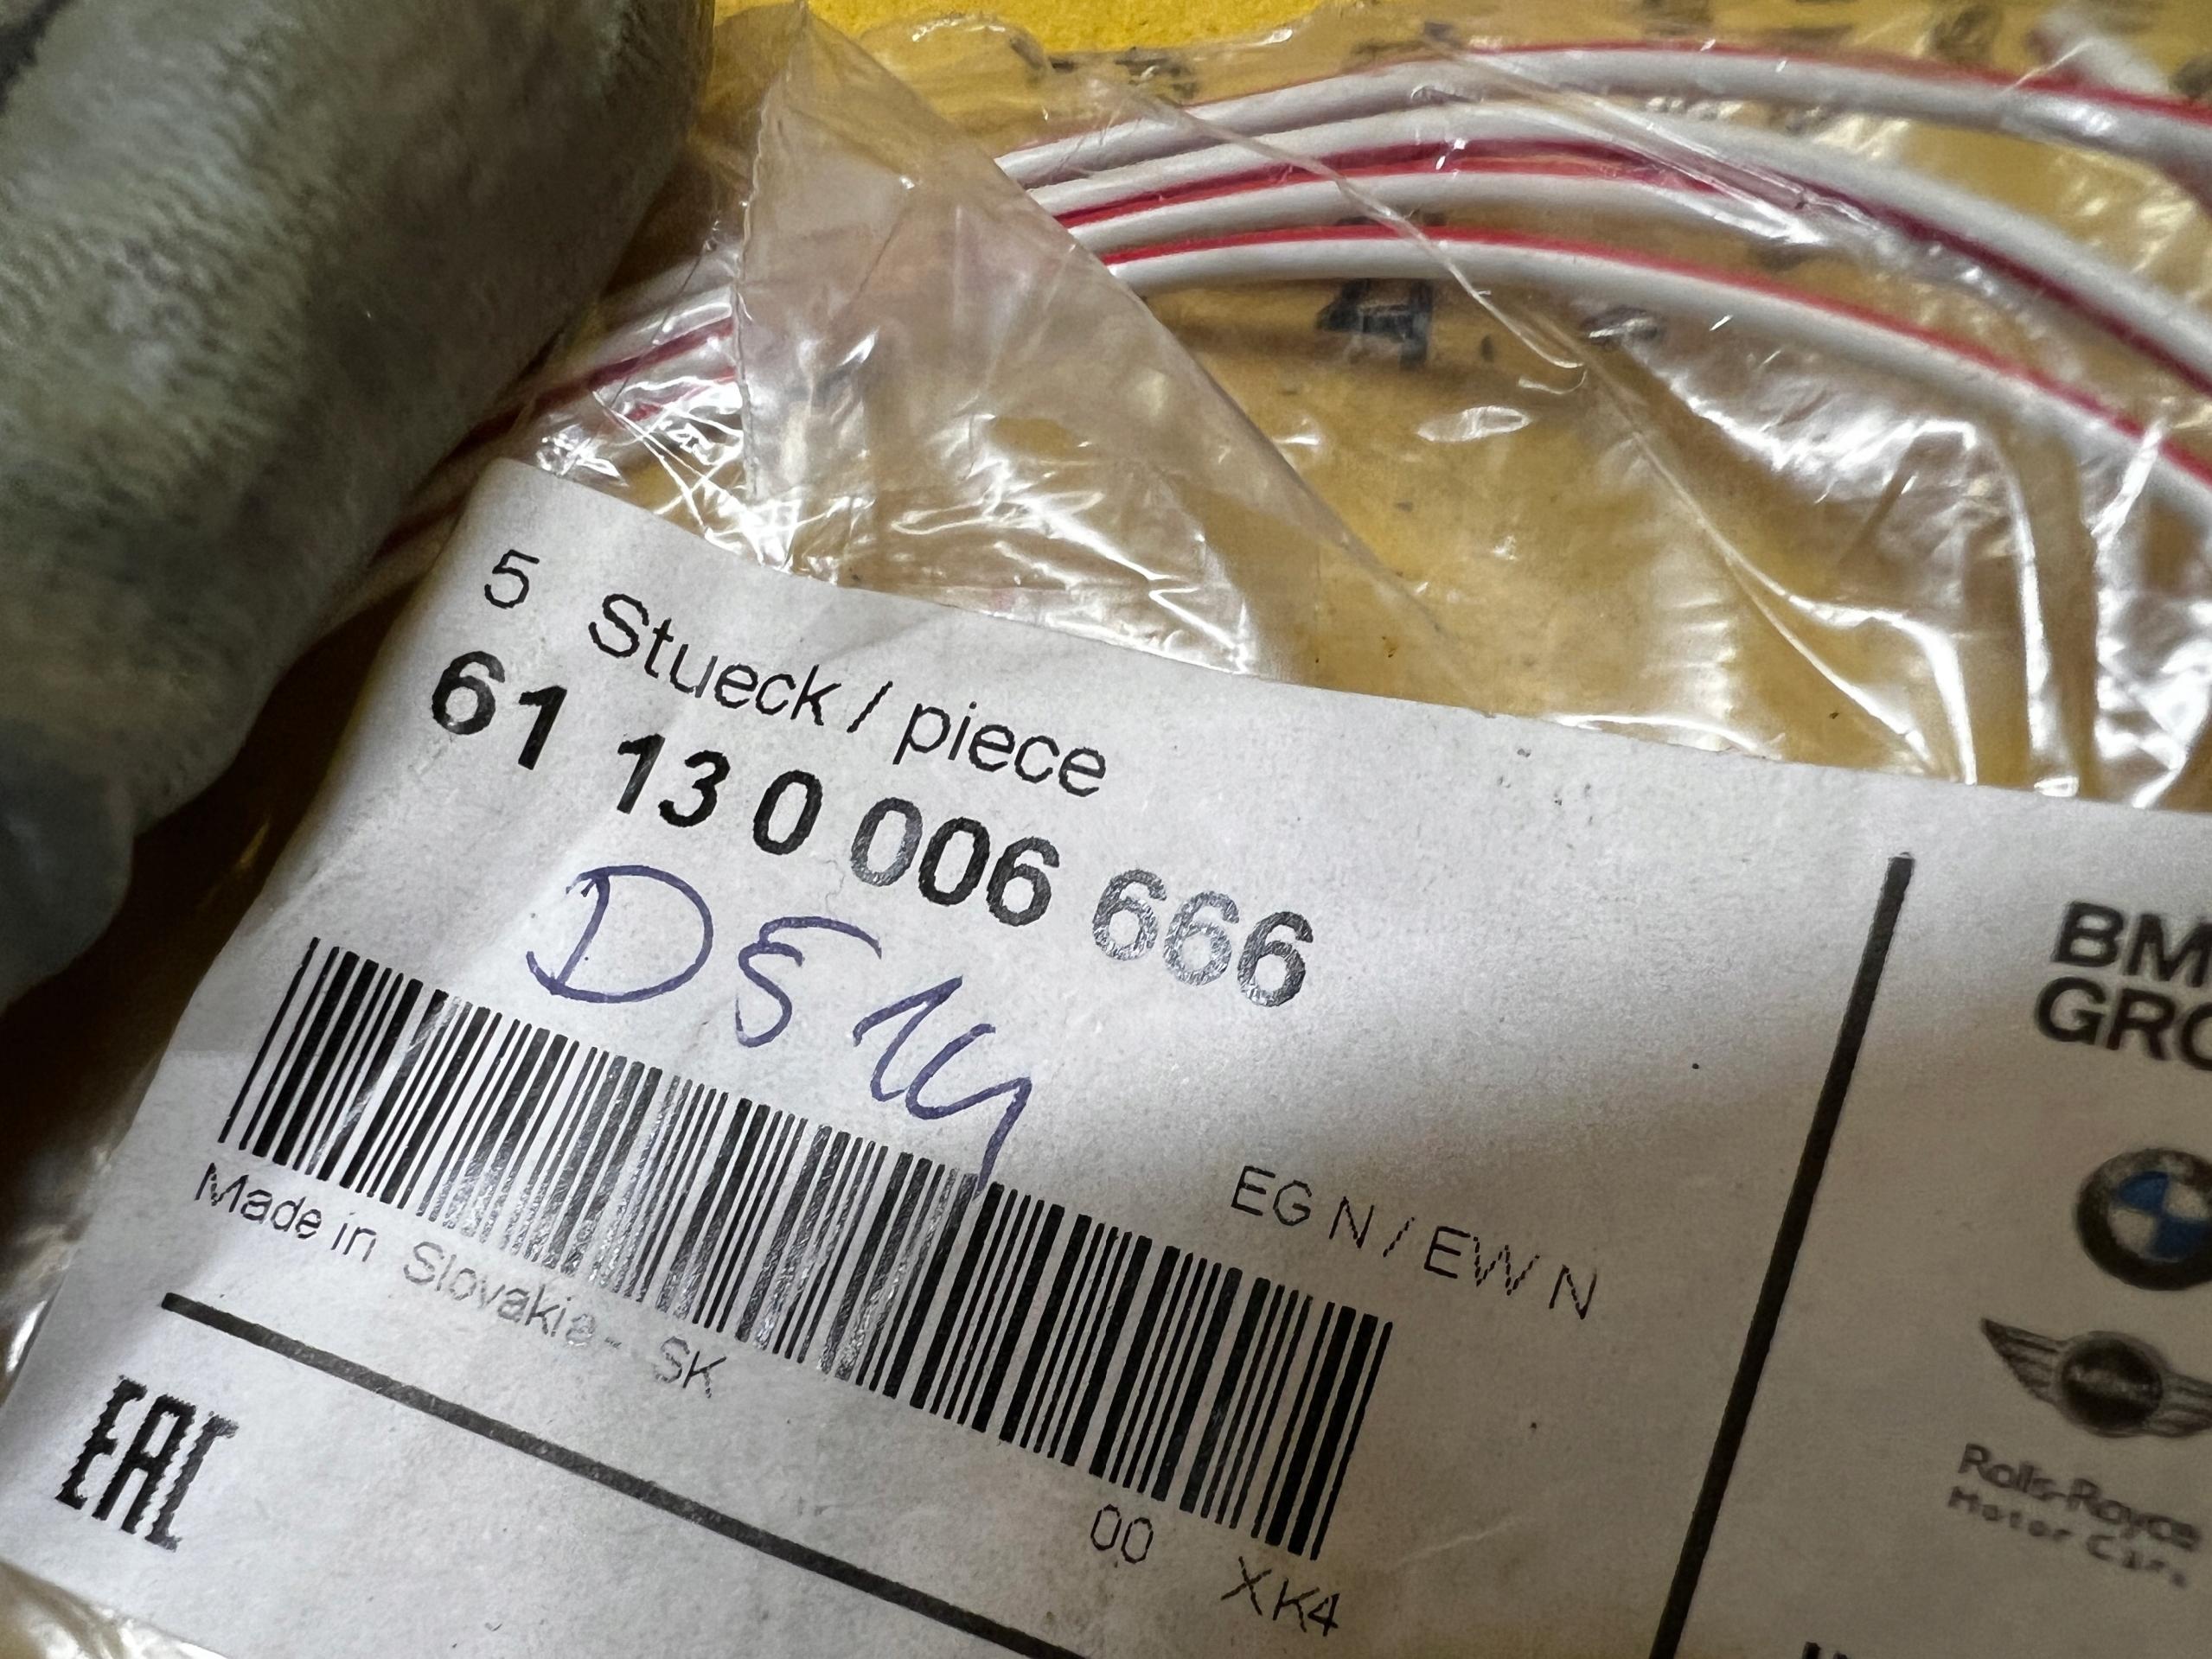 5 Stueck / piece
61 13 0 006 666
EG N / EW N
Made in Slovakia- SK
00 XK4
EAC
BM
GRO
MINI
Rolls-Royce
Motor Cars